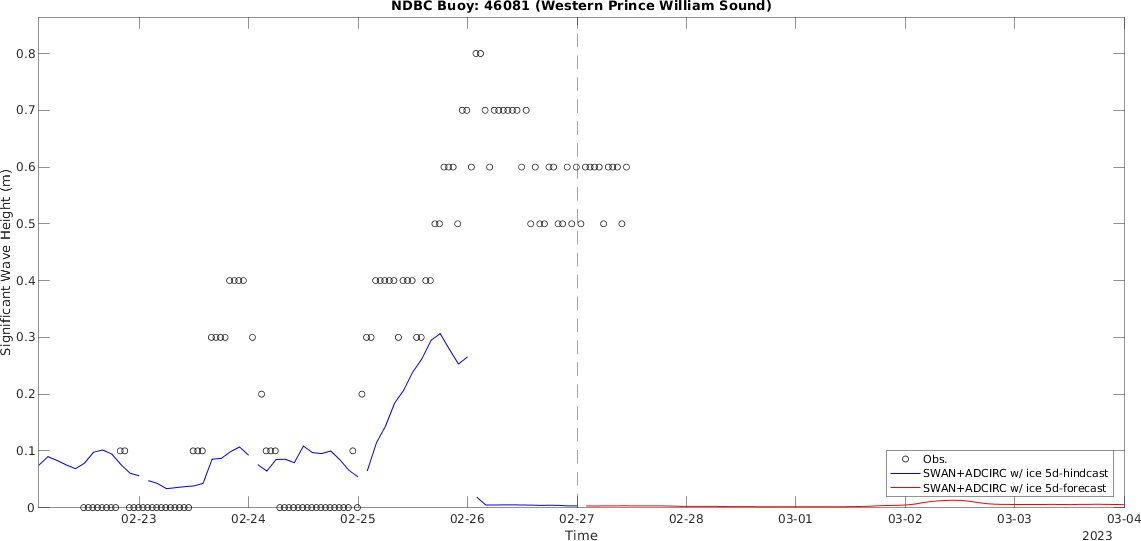 NDBC Buoy: 46081 (Western Prince William Sound)
Significant Wave Height (m)
0.8
0.7
0.6
0.5
0.4
0.3
0.2
0.1
0
Obs.
SWAN+ADCIRC w/ ice 5d-hindcast
SWAN+ADCIRC w/ ice 5d-forecast
02-23 02-24 02-25 02-26 02-27 02-28 03-01 03-02 03-03 03-04
Time
2023